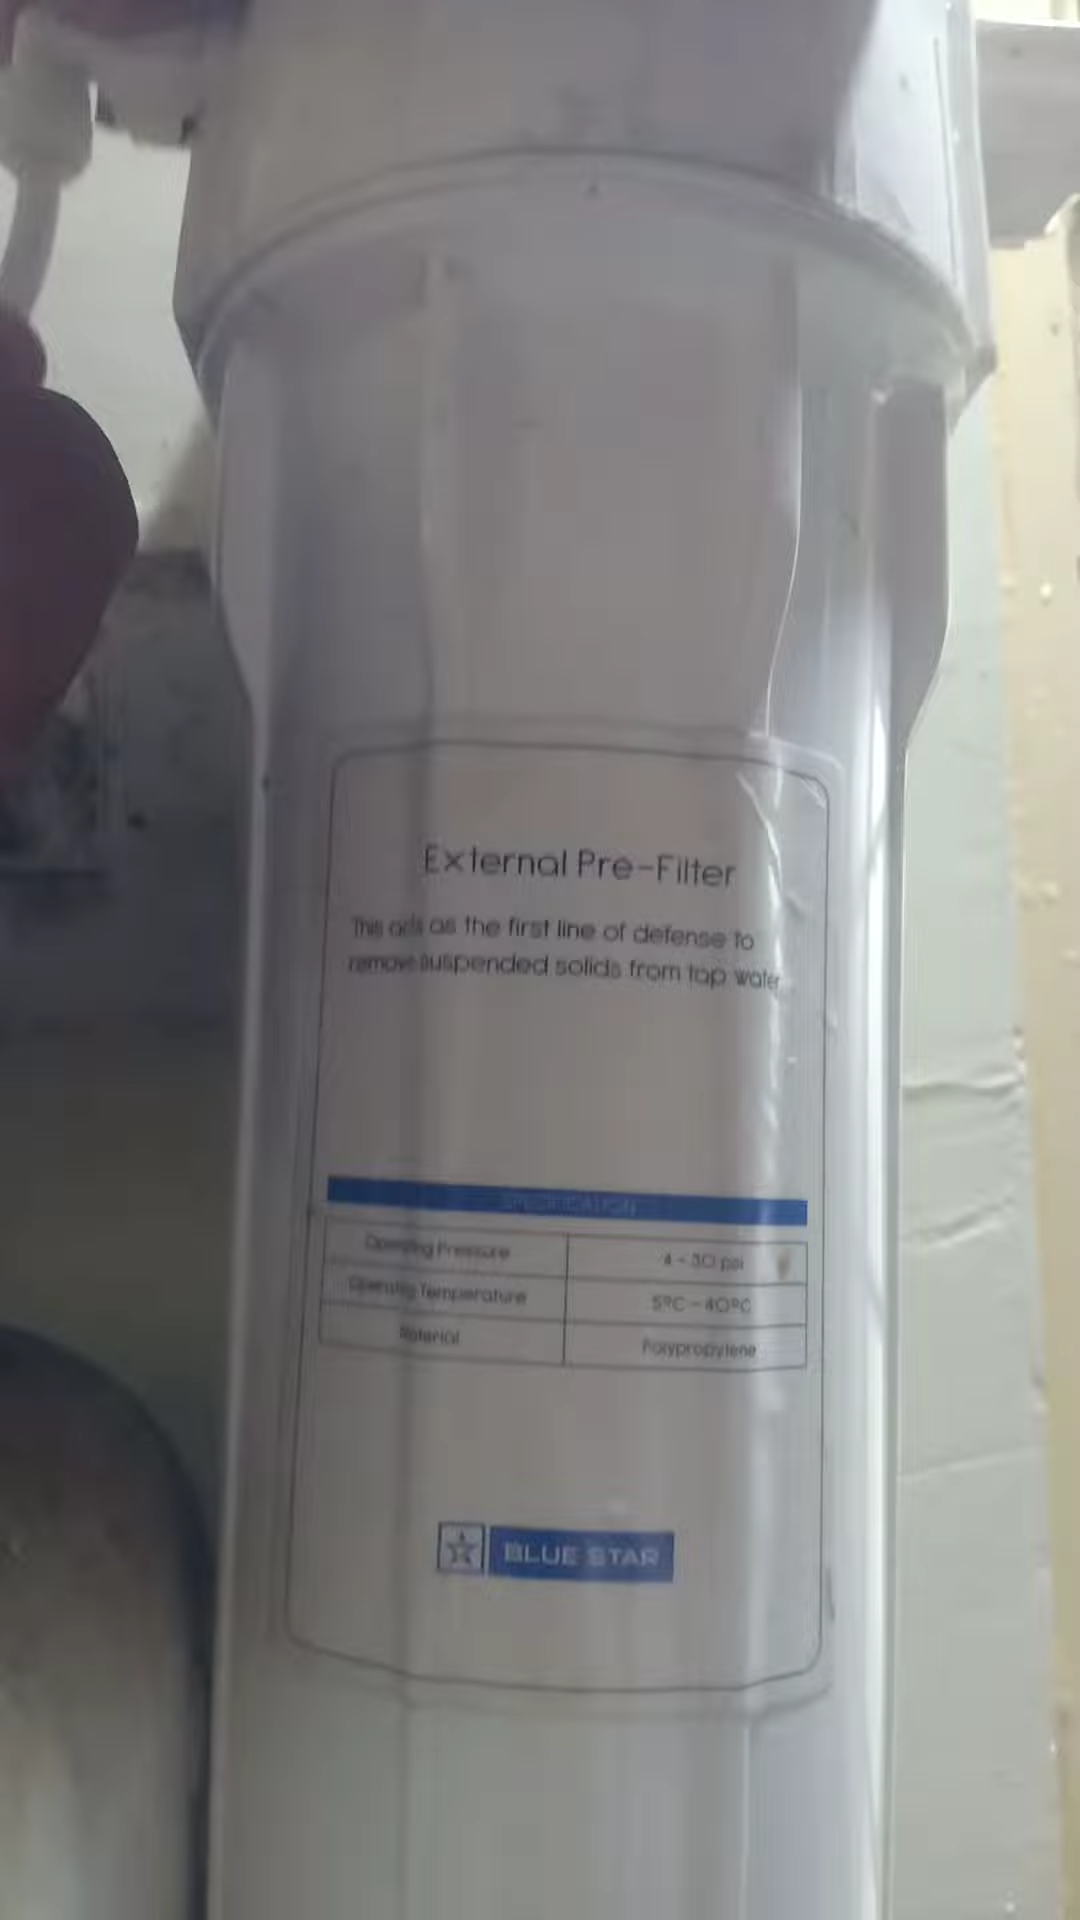 External Pre-Filter
This acts as the first line of defense to
remove suspended solids from tap water
SPECIFICATION
Operating Pressure 4 - 30 psi
Operating Temperature 5ºC - 40ºC
Material Polypropylene
BLUE STAR